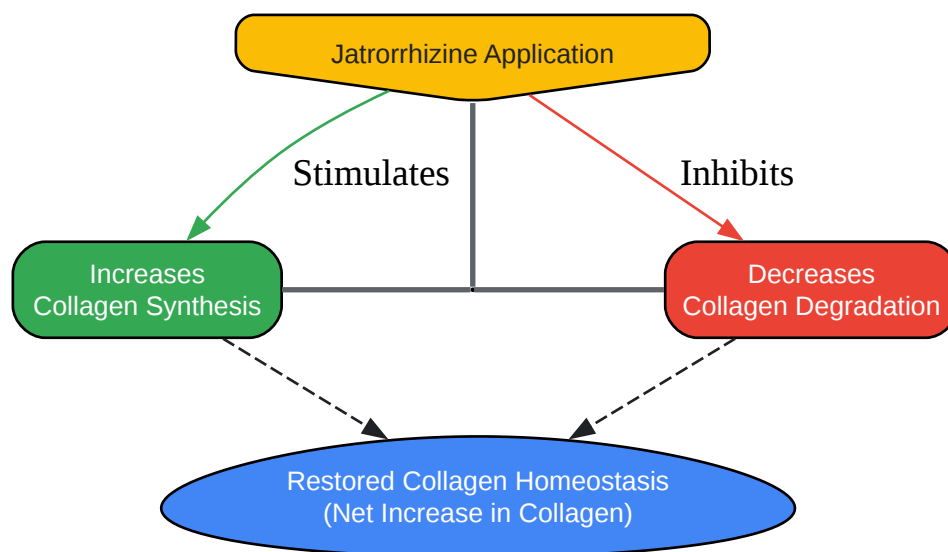 Jatrorrhizine Application
Stimulates
Inhibits
Increases
Collagen Synthesis
Decreases
Collagen Degradation
Restored Collagen Homeostasis
(Net Increase in Collagen)